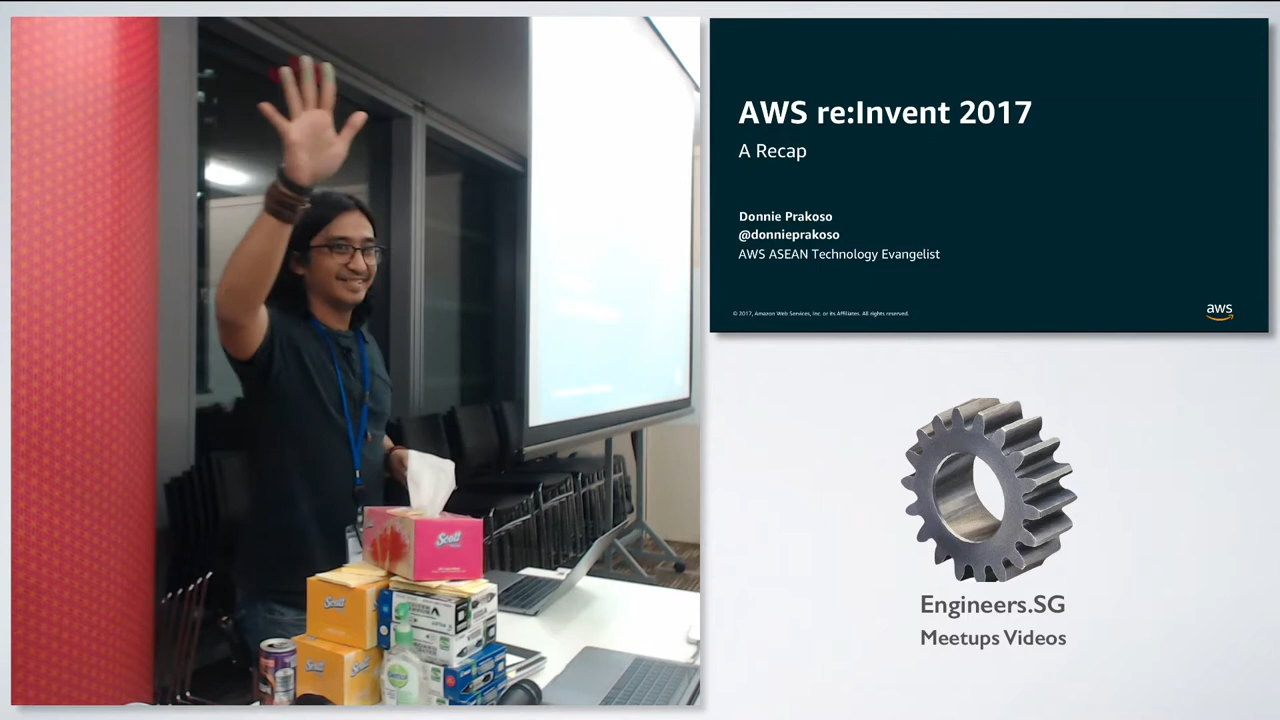 AWS re:Invent 2017
A Recap
Donnie Prakoso
@donnieprakoso
AWS ASEAN Technology Evangelist
© 2017, Amazon Web Services, Inc. or its Affiliates. All rights reserved.
aws
Engineers.SG
Meetups Videos
Scott
Scott
Scott
Dettol